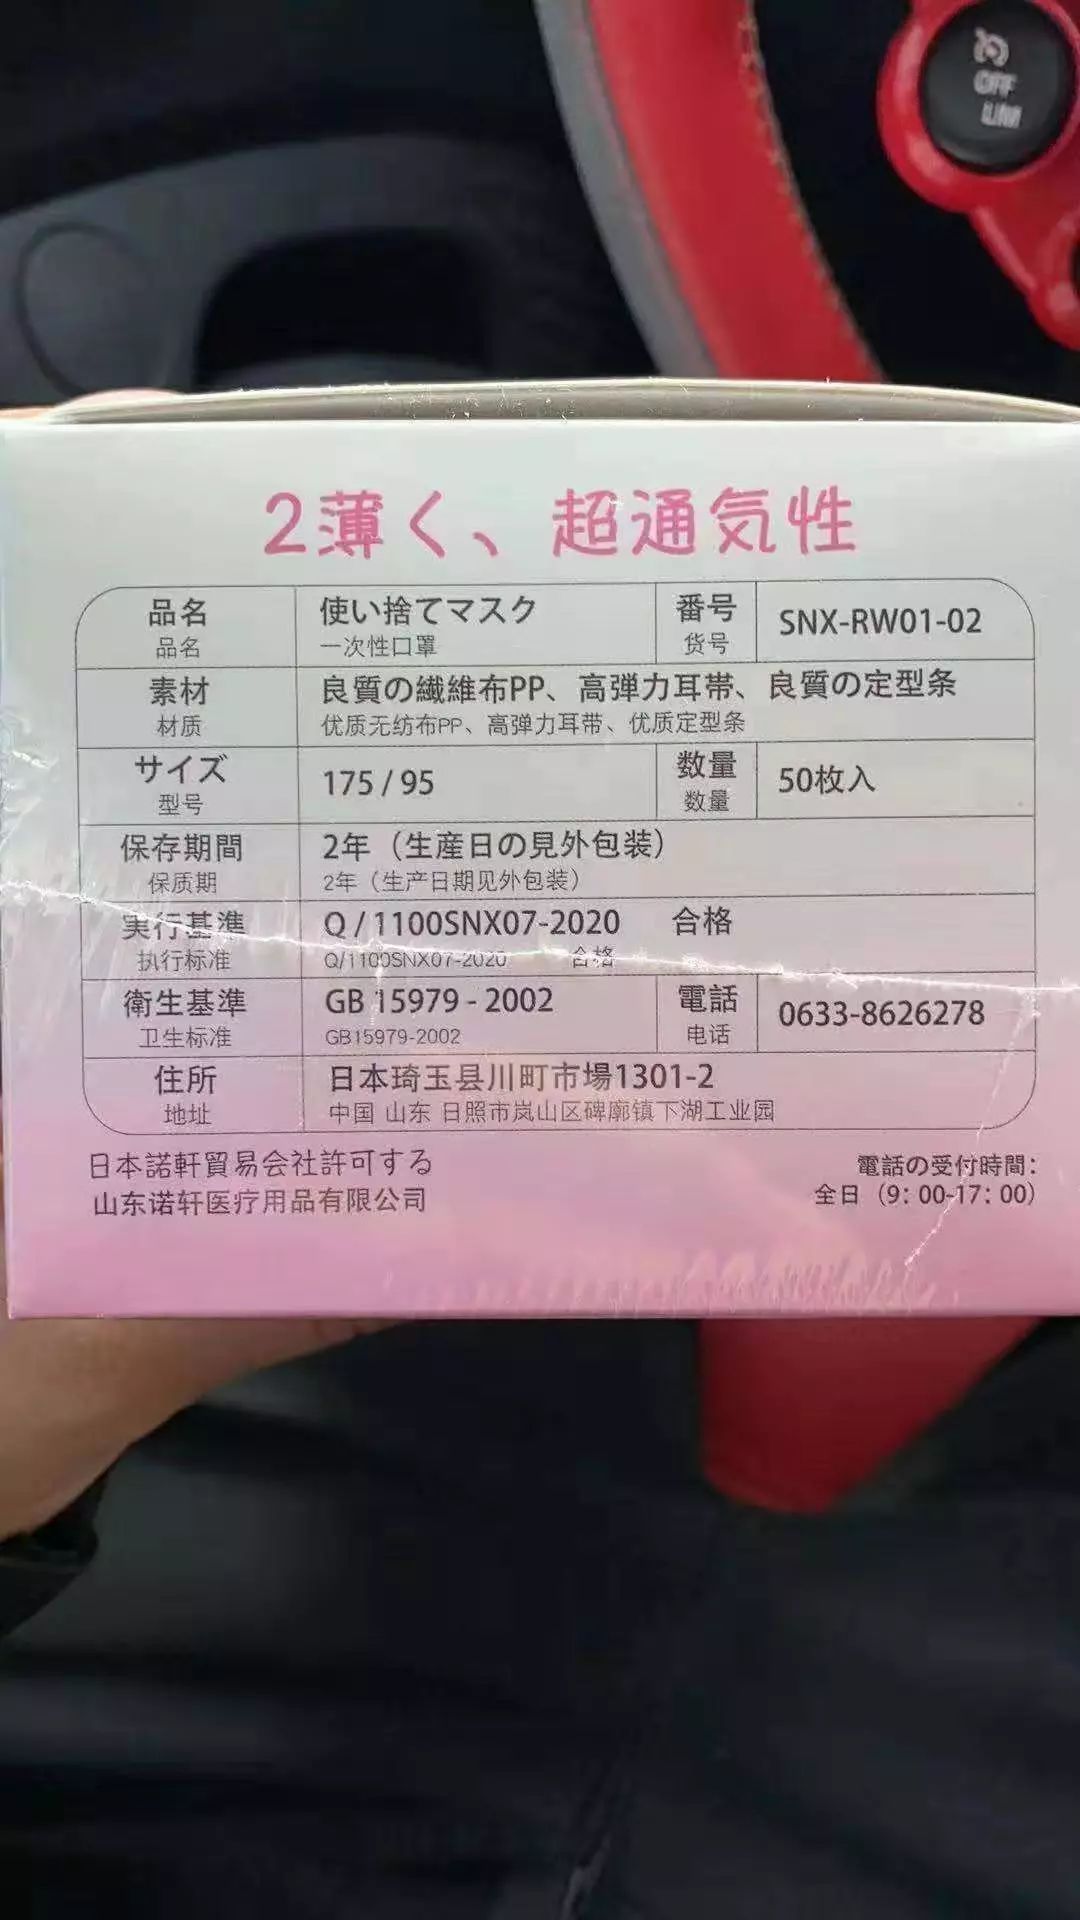 OFF
LIM
2薄く、超通気性
品名 使い捨てマスク 番号 SNX-RW01-02
品名 一次性口罩 货号
素材 良質の繊維布PP、高弾力耳帯、良質の定型条
材质 优质无纺布PP、高弹力耳带、优质定型条
サイズ 175 / 95 数量 50枚入
型号 数量
保存期間 2年（生産日の見外包装）
保质期 2年（生产日期见外包装）
実行基準 Q / 1100SNX07-2020 合格
执行标准 Q/1100SNX07-2020 合格
衛生基準 GB 15979 - 2002 電話 0633-8626278
卫生标准 GB15979-2002 电话
住所 日本琦玉县川町市場1301-2
地址 中国 山东 日照市岚山区碑廓镇下湖工业园
日本諾軒貿易会社許可する
山东诺轩医疗用品有限公司
電話の受付時間：
全日（9：00-17：00）